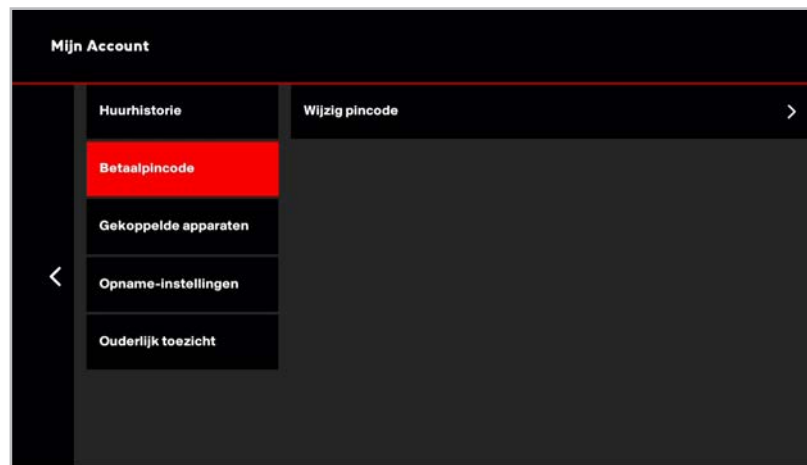 Mijn Account
Huurhistorie
Wijzig pincode
Betaalpincode
Gekoppelde apparaten
Opname-instellingen
Ouderlijk toezicht